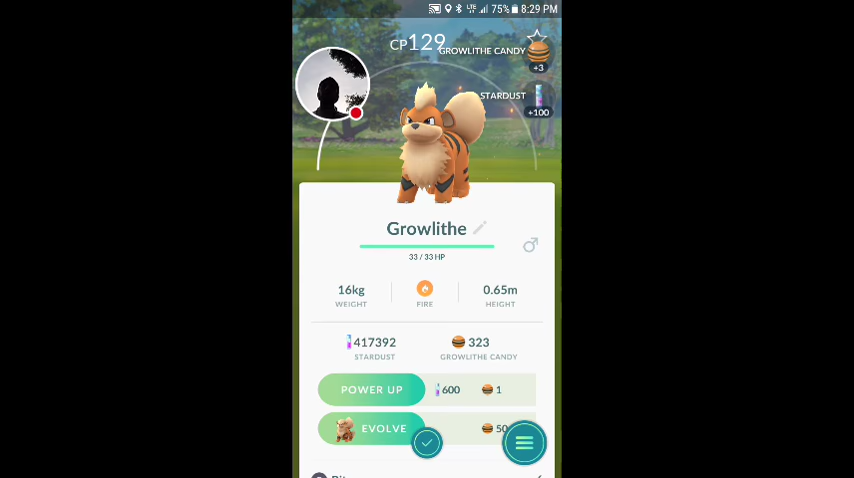 LTE 75% 8:29 PM
CP129
GROWLITHE CANDY
+3
STARDUST
+100
Growlithe
33 / 33 HP
16kg
WEIGHT
FIRE
0.65m
HEIGHT
417392
STARDUST
323
GROWLITHE CANDY
POWER UP 600 1
EVOLVE 50